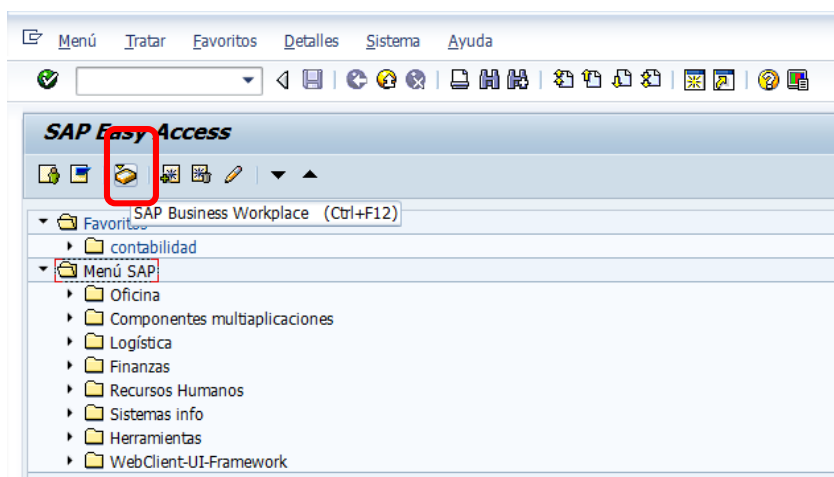 Menú Tratar Favoritos Detalles Sistema Ayuda
SAP Easy Access
SAP Business Workplace (Ctrl+F12)
Favoritos
contabilidad
Menú SAP
Oficina
Componentes multiaplicaciones
Logística
Finanzas
Recursos Humanos
Sistemas info
Herramientas
WebClient-UI-Framework